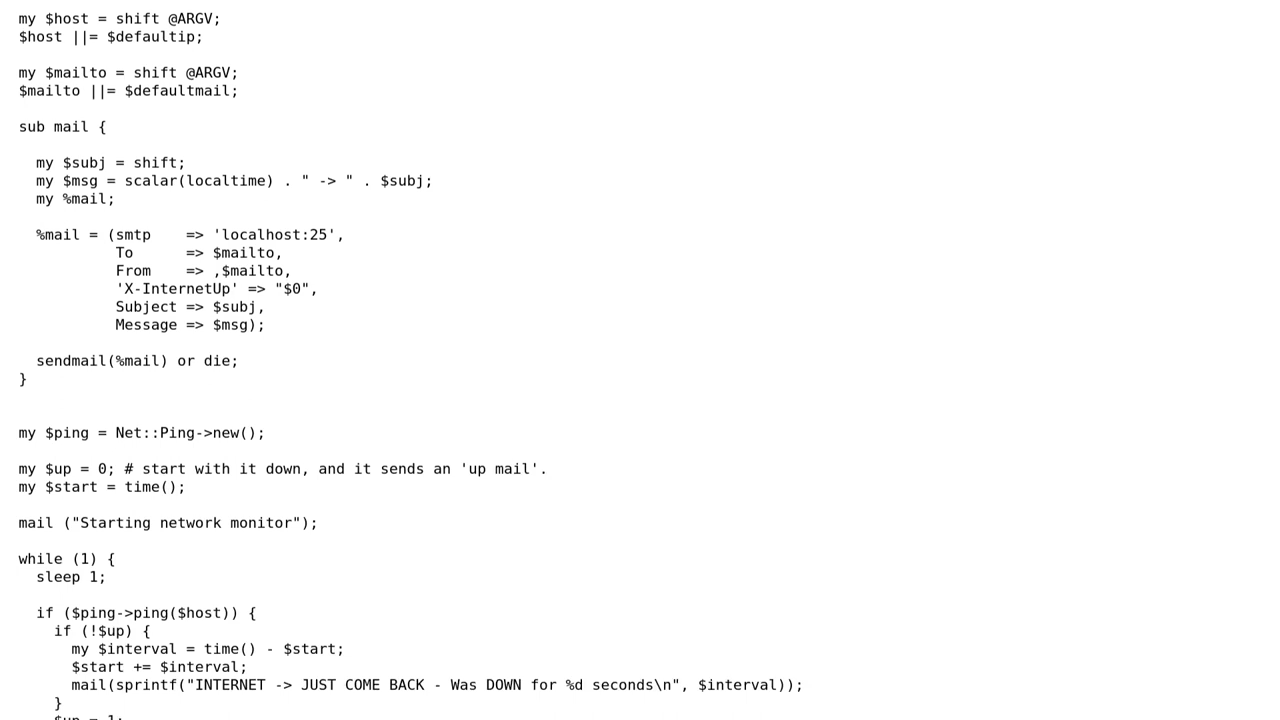 my $host = shift @ARGV;
$host ||= $defaultip;
my $mailto = shift @ARGV;
$mailto ||= $defaultmail;
sub mail {
my $subj = shift;
my $msg = scalar(localtime) . " -> " . $subj;
my %mail;
%mail = (smtp    => 'localhost:25',
To      => $mailto,
From    => ,$mailto,
'X-InternetUp' => "$0",
Subject => $subj,
Message => $msg);
sendmail(%mail) or die;
}
my $ping = Net::Ping->new();
my $up = 0; # start with it down, and it sends an 'up mail'.
my $start = time();
mail ("Starting network monitor");
while (1) {
sleep 1;
if ($ping->ping($host)) {
if (!$up) {
my $interval = time() - $start;
$start += $interval;
mail(sprintf("INTERNET -> JUST COME BACK - Was DOWN for %d seconds\n", $interval));
}
$up = 1;